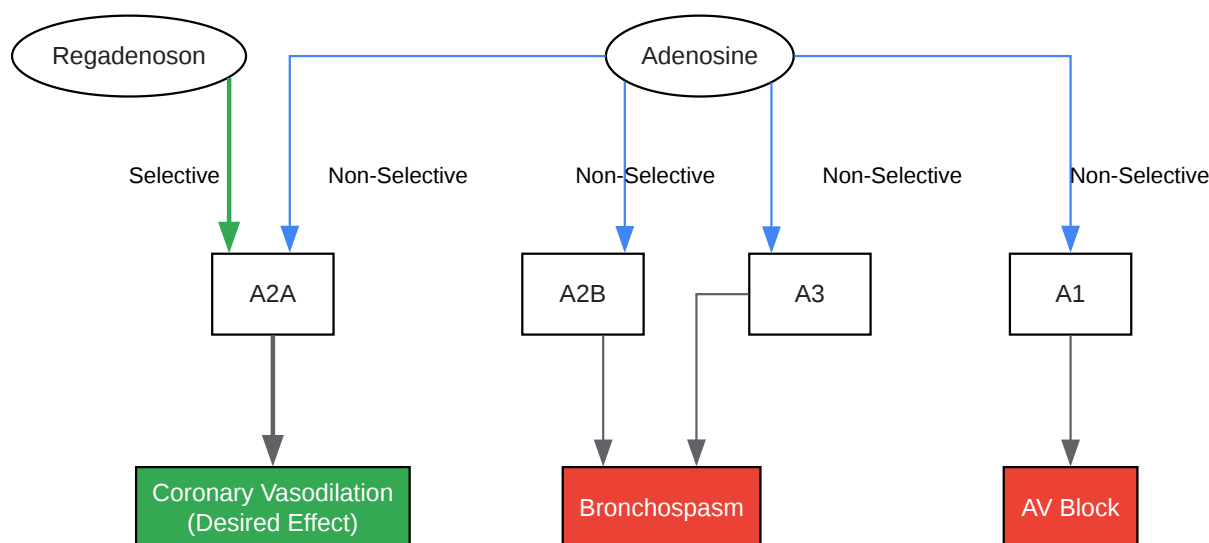 Regadenoson
Adenosine
Selective
Non-Selective
Non-Selective
Non-Selective
Non-Selective
A2A
A2B
A3
A1
Coronary Vasodilation
(Desired Effect)
Bronchospasm
AV Block